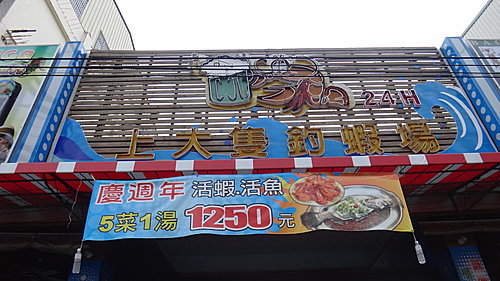 24H
上大隻釣蝦場
慶週年 活蝦.活魚
5菜1湯 1250元